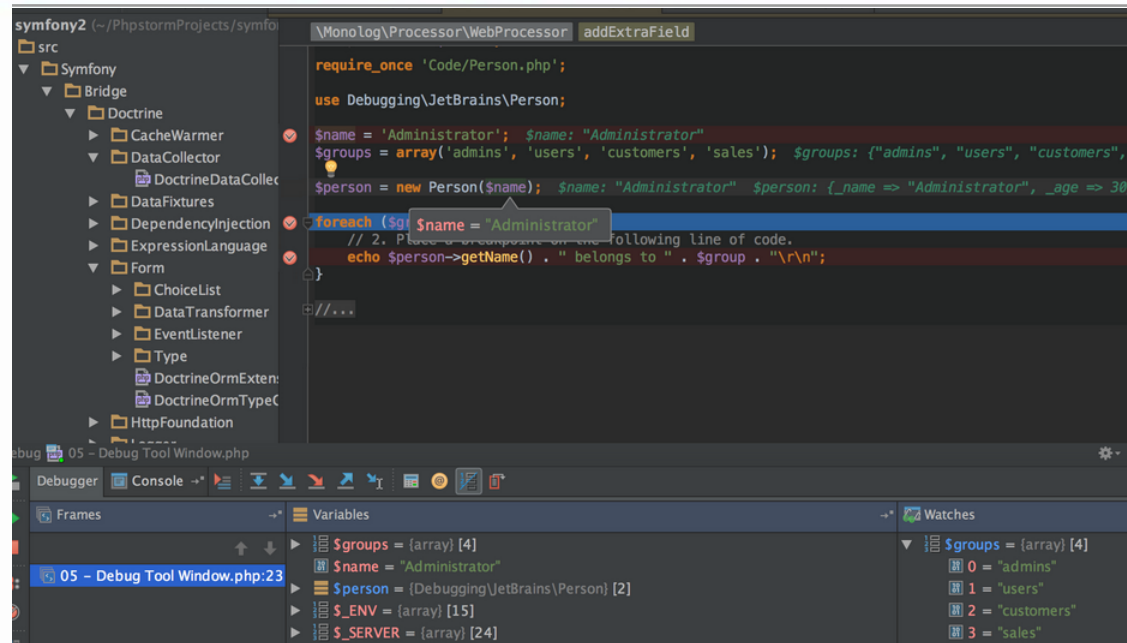 symfony2 (~/PhpstormProjects/symfo
src
Symfony
Bridge
Doctrine
CacheWarmer
DataCollector
DoctrineDataCollec
DataFixtures
DependencyInjection
ExpressionLanguage
Form
ChoiceList
DataTransformer
EventListener
Type
DoctrineOrmExten
DoctrineOrmTypeG
HttpFoundation
\Monolog\Processor\WebProcessor addExtraField
require_once 'Code/Person.php';
use Debugging\JetBrains\Person;
$name = 'Administrator'; $name: "Administrator"
$groups = array('admins', 'users', 'customers', 'sales'); $groups: {"admins", "users", "customers",
$person = new Person($name); $name: "Administrator" $person: {_name => "Administrator", _age => 30
foreach ($gr
$name = "Administrator"
// 2. Place a breakpoint on the following line of code.
echo $person->getName() . " belongs to " . $group . "\r\n";
}
//...
ebug 05 – Debug Tool Window.php
Debugger Console
Frames
05 – Debug Tool Window.php:23
Variables
$groups = {array} [4]
$name = "Administrator"
$person = {Debugging\JetBrains\Person} [2]
$_ENV = {array} [15]
$_SERVER = {array} [24]
Watches
$groups = {array} [4]
0 = "admins"
1 = "users"
2 = "customers"
3 = "sales"